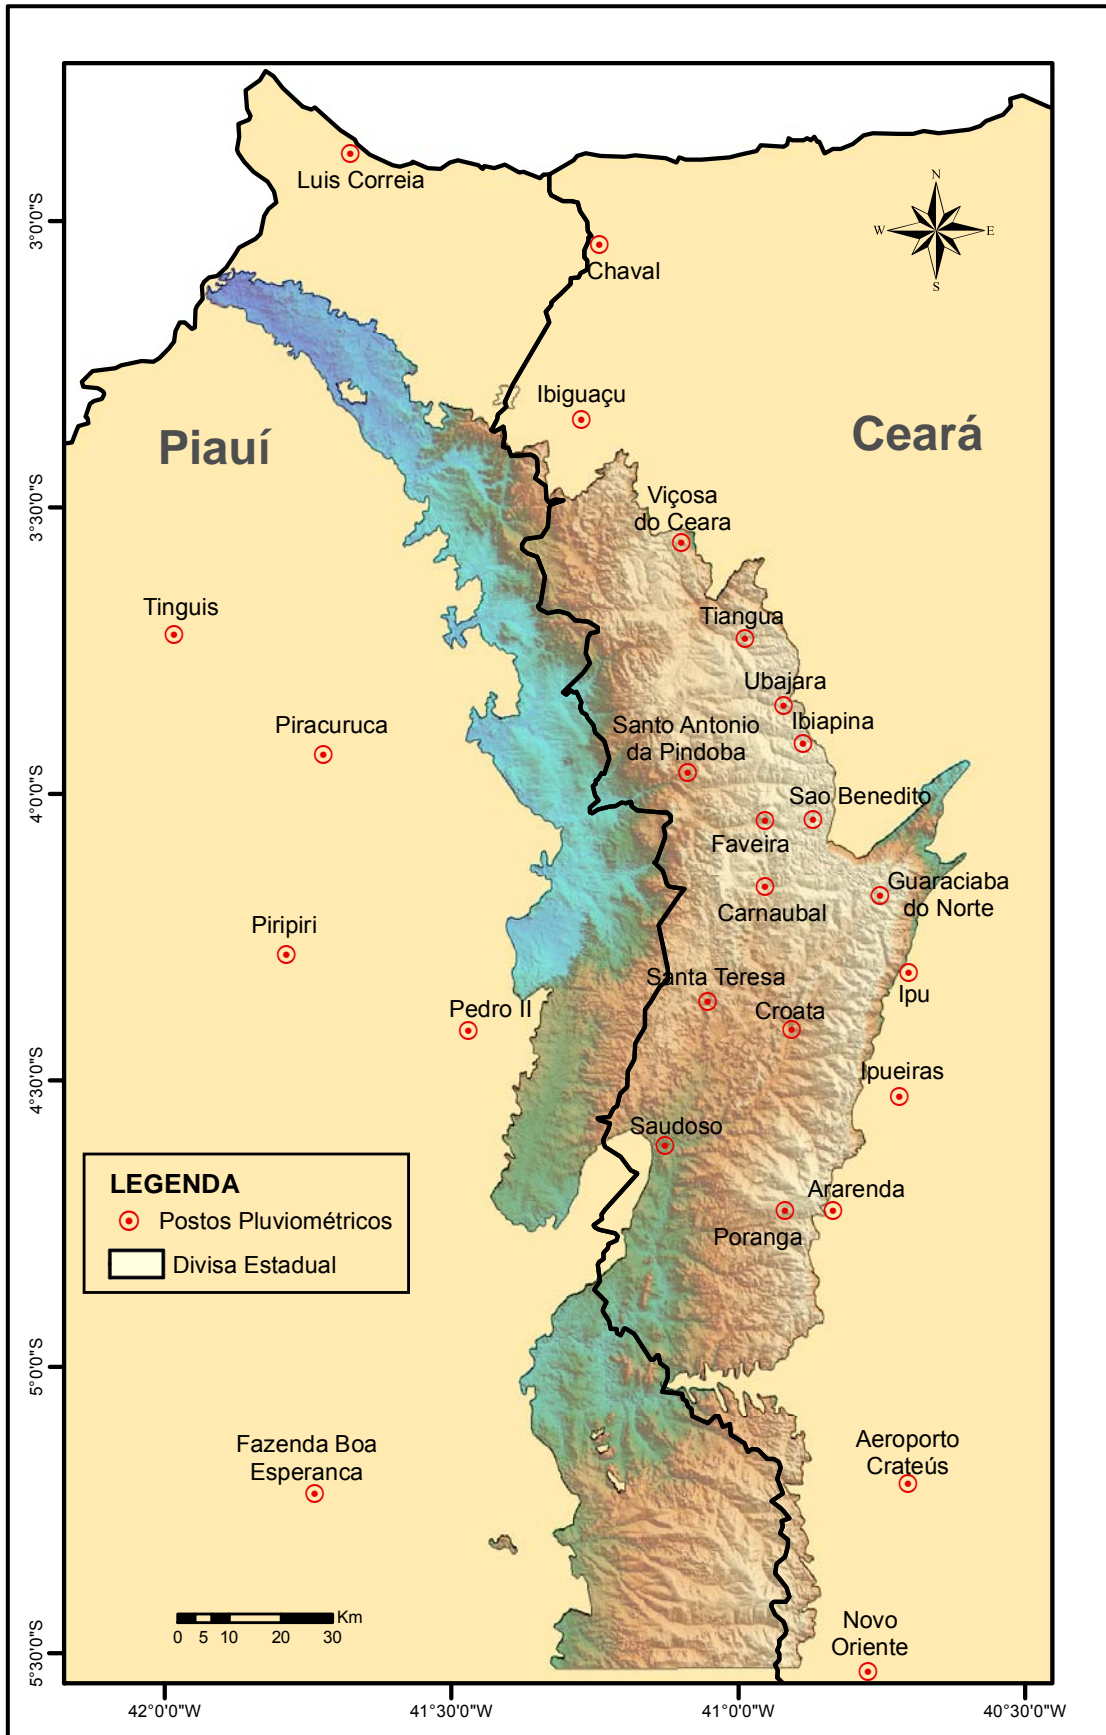 Luis Correia
N
W
E
S
3°0'0"S
Chaval
Ibiguaçu
Piauí
Ceará
3°30'0"S
Viçosa
do Ceara
Tinguis
Tiangua
Ubajara
Piracuruca
Santo Antonio
da Pindoba
Ibiapina
4°0'0"S
Sao Benedito
Faveira
Guaraciaba
do Norte
Carnaubal
Piripiri
Santa Teresa
Ipu
Pedro II
Croata
4°30'0"S
Ipueiras
Saudoso
LEGENDA
Postos Pluviométricos
Divisa Estadual
Ararenda
Poranga
5°0'0"S
Fazenda Boa
Esperanca
Aeroporto
Crateús
Km
0 5 10 20 30
Novo
Oriente
5°30'0"S
42°0'0"W
41°30'0"W
41°0'0"W
40°30'0"W